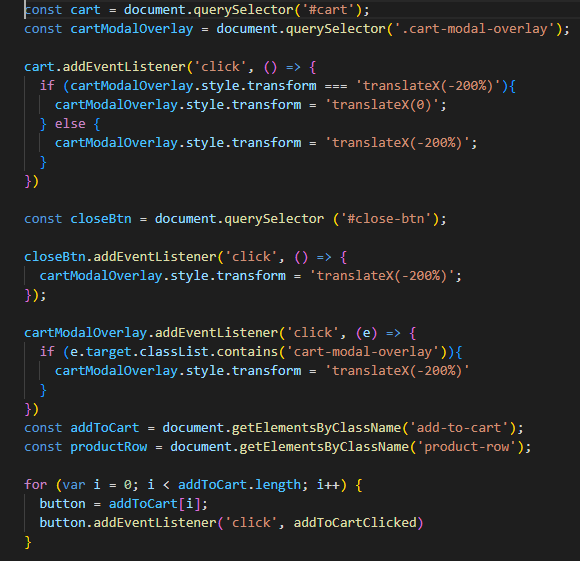 const cart = document.querySelector('#cart');
const cartModalOverlay = document.querySelector('.cart-modal-overlay');

cart.addEventListener('click', () => {
  if (cartModalOverlay.style.transform === 'translateX(-200%)'){
    cartModalOverlay.style.transform = 'translateX(0)';
  } else {
    cartModalOverlay.style.transform = 'translateX(-200%)';
  }
})

const closeBtn = document.querySelector ('#close-btn');

closeBtn.addEventListener('click', () => {
  cartModalOverlay.style.transform = 'translateX(-200%)';
});

cartModalOverlay.addEventListener('click', (e) => {
  if (e.target.classList.contains('cart-modal-overlay')){
    cartModalOverlay.style.transform = 'translateX(-200%)'
  }
})
const addToCart = document.getElementsByClassName('add-to-cart');
const productRow = document.getElementsByClassName('product-row');

for (var i = 0; i < addToCart.length; i++) {
  button = addToCart[i];
  button.addEventListener('click', addToCartClicked)
}